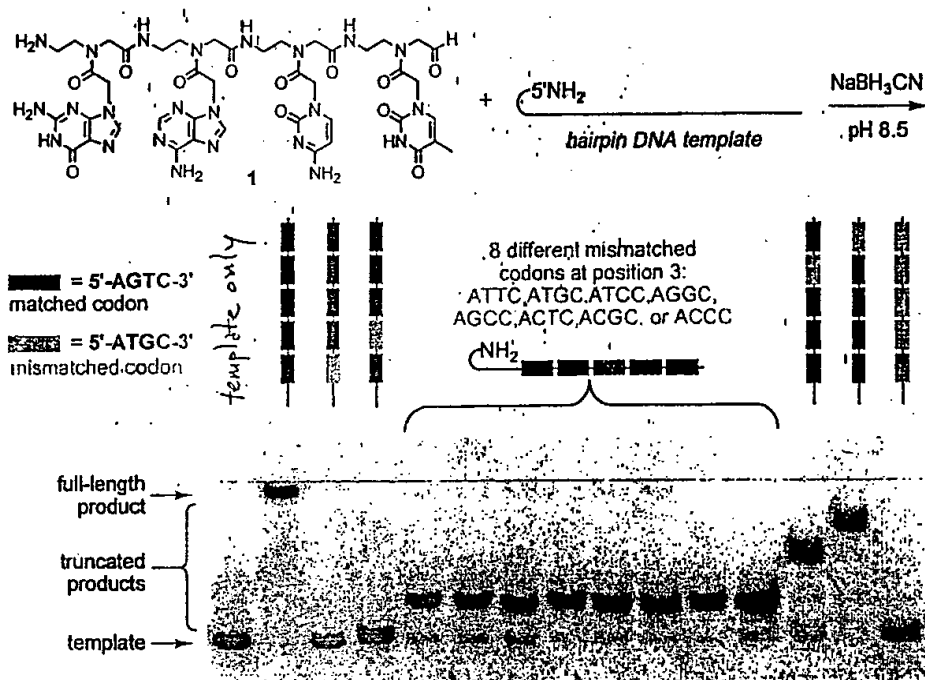 H₂N
NaBH₃CN
pH 8.5
+
5'NH₂
hairpin DNA template
1
template only
= 5'-AGTC-3'
matched codon
= 5'-ATGC-3'
mismatched codon
8 different mismatched
codons at position 3:
ATTC, ATGC, ATCC, AGGC,
AGCC, ACTC, ACGC, or ACCC
NH₂
full-length
product
truncated
products
template